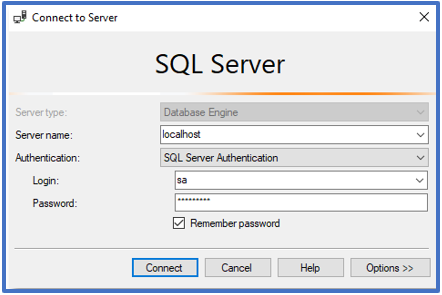 Connect to Server
SQL Server
Server type: Database Engine
Server name: localhost
Authentication: SQL Server Authentication
Login: sa
Password: *********
Remember password
Connect Cancel Help Options >>